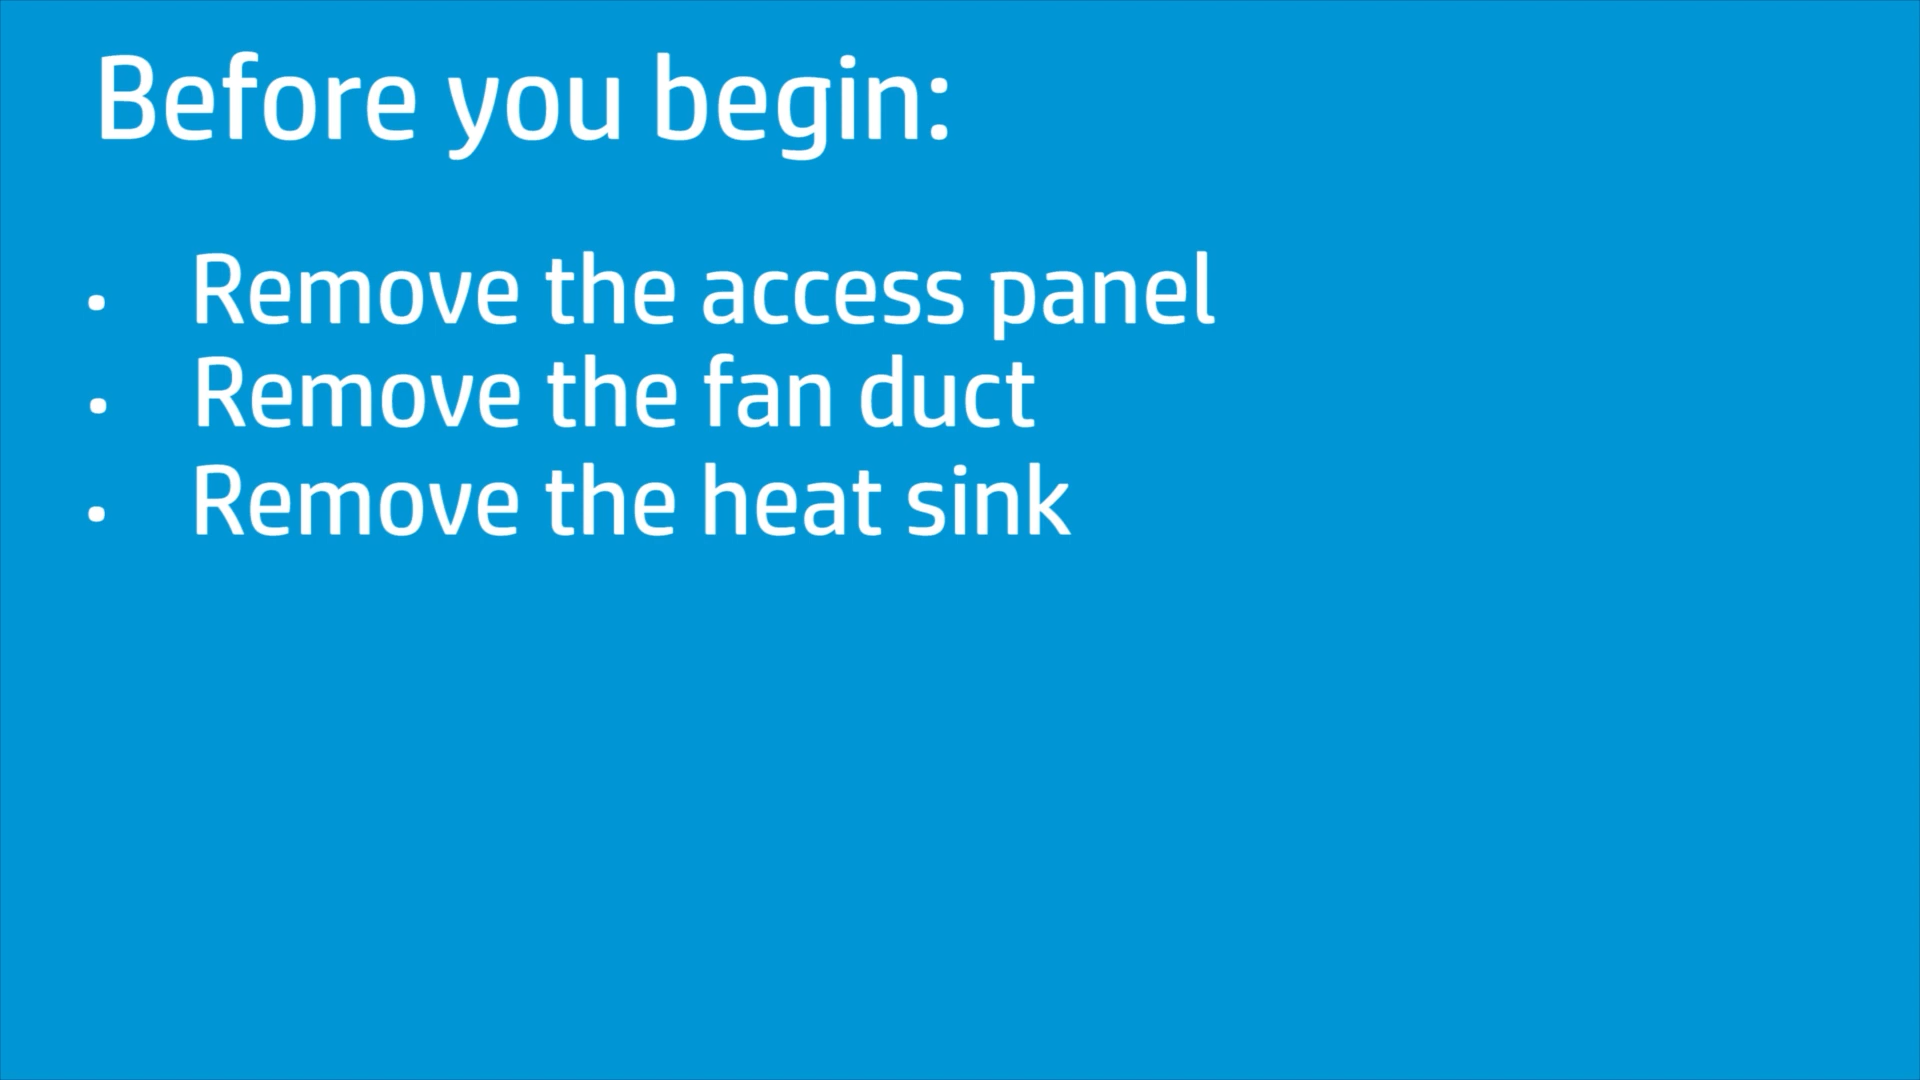 Before you begin:
• Remove the access panel
• Remove the fan duct
• Remove the heat sink